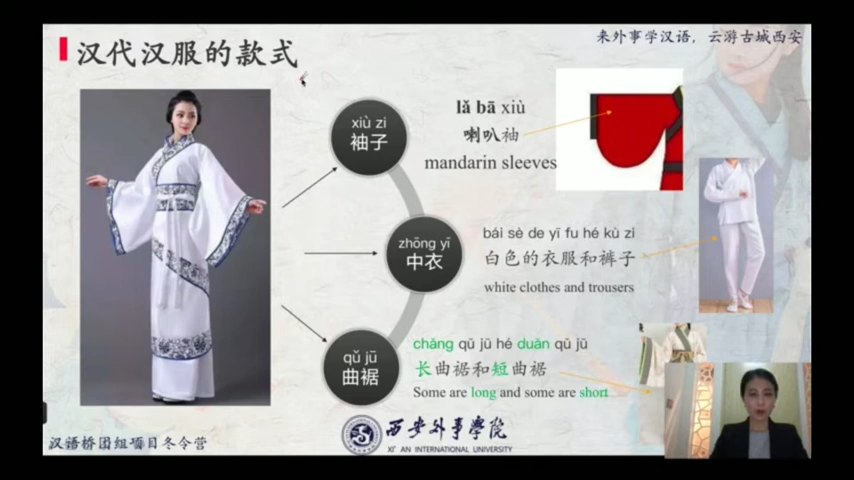 汉代汉服的款式
来外事学汉语，云游古城西安
xiù zi
袖子
lǎ bā xiù
喇叭袖
mandarin sleeves
zhōng yī
中衣
bái sè de yī fu hé kù zi
白色的衣服和裤子
white clothes and trousers
qǔ jū
曲裾
cháng qū jū hé duǎn qū jū
长曲裾和短曲裾
Some are long and some are short
汉语桥团组项目冬令营
西安外事学院
XI' AN INTERNATIONAL UNIVERSITY